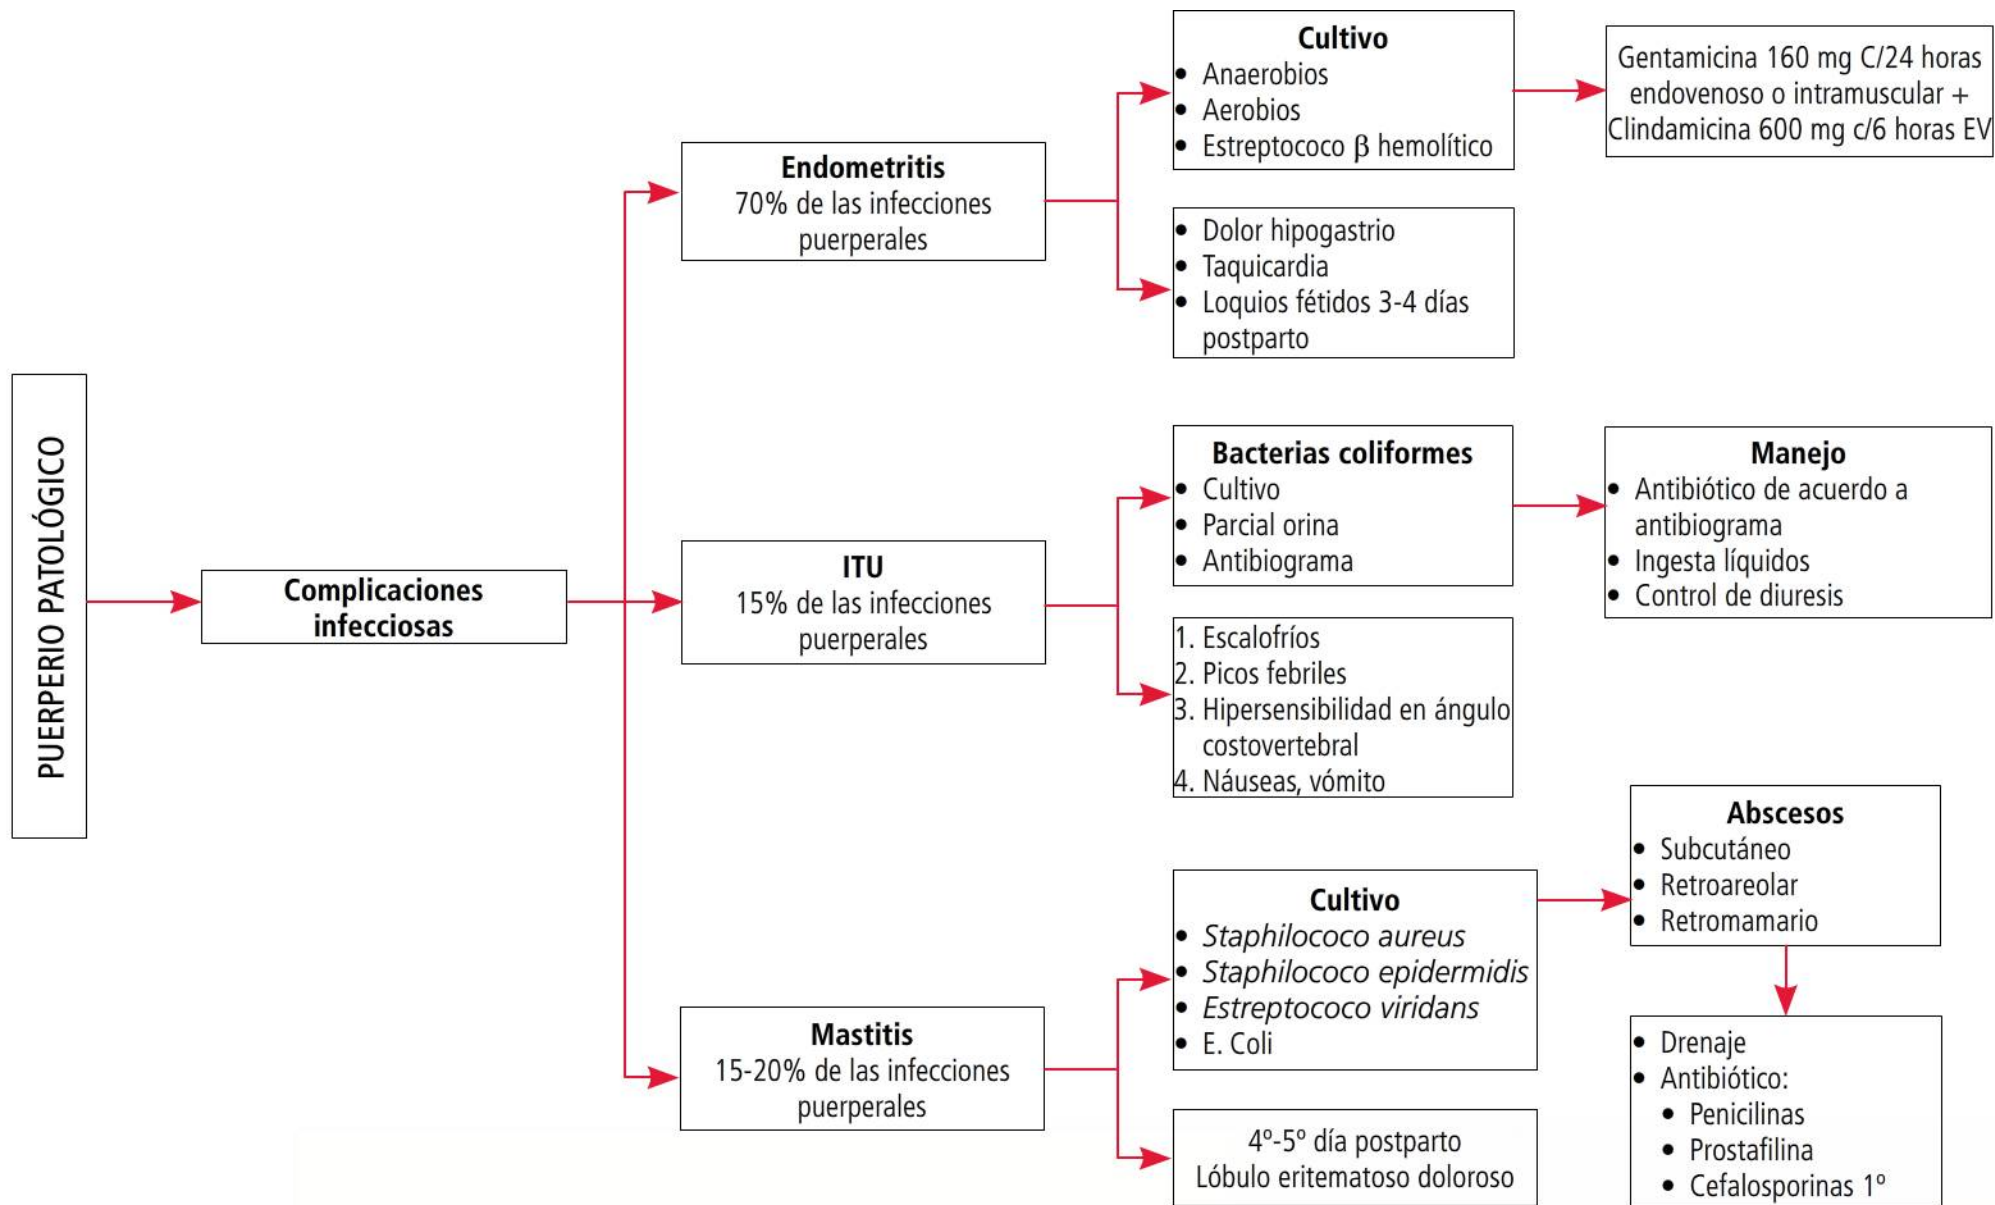 PUERPERIO PATOLÓGICO
Complicaciones
infecciosas
Endometritis
70% de las infecciones
puerperales
Cultivo
• Anaerobios
• Aerobios
• Estreptococo β hemolítico
Gentamicina 160 mg C/24 horas
endovenoso o intramuscular +
Clindamicina 600 mg c/6 horas EV
• Dolor hipogastrio
• Taquicardia
• Loquios fétidos 3-4 días
postparto
ITU
15% de las infecciones
puerperales
Bacterias coliformes
• Cultivo
• Parcial orina
• Antibiograma
Manejo
• Antibiótico de acuerdo a
antibiograma
• Ingesta líquidos
• Control de diuresis
1. Escalofríos
2. Picos febriles
3. Hipersensibilidad en ángulo
costovertebral
4. Náuseas, vómito
Mastitis
15-20% de las infecciones
puerperales
Cultivo
• Staphilococo aureus
• Staphilococo epidermidis
• Estreptococo viridans
• E. Coli
Abscesos
• Subcutáneo
• Retroareolar
• Retromamario
• Drenaje
• Antibiótico:
• Penicilinas
• Prostafilina
• Cefalosporinas 1º
4º-5º día postparto
Lóbulo eritematoso doloroso